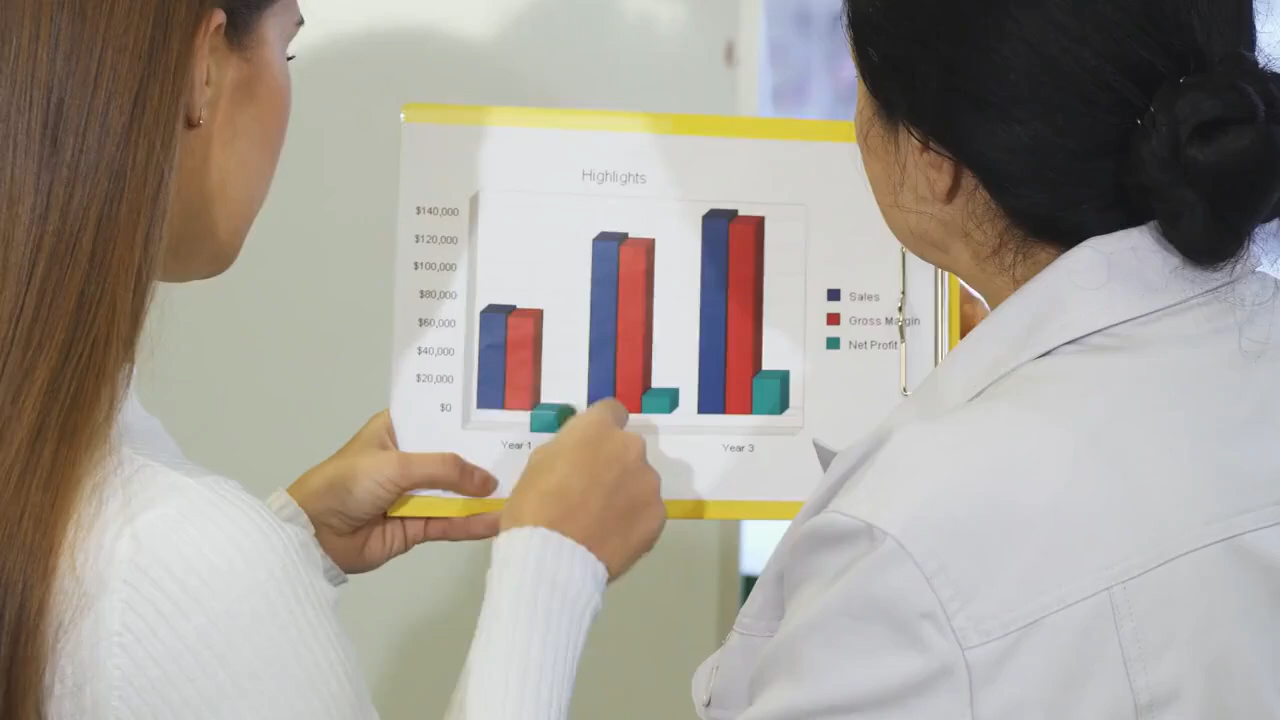 Highlights
$140,000
$120,000
$100,000
$80,000
$60,000
$40,000
$20,000
$0
Year 1
Year 3
Sales
Gross Margin
Net Profit